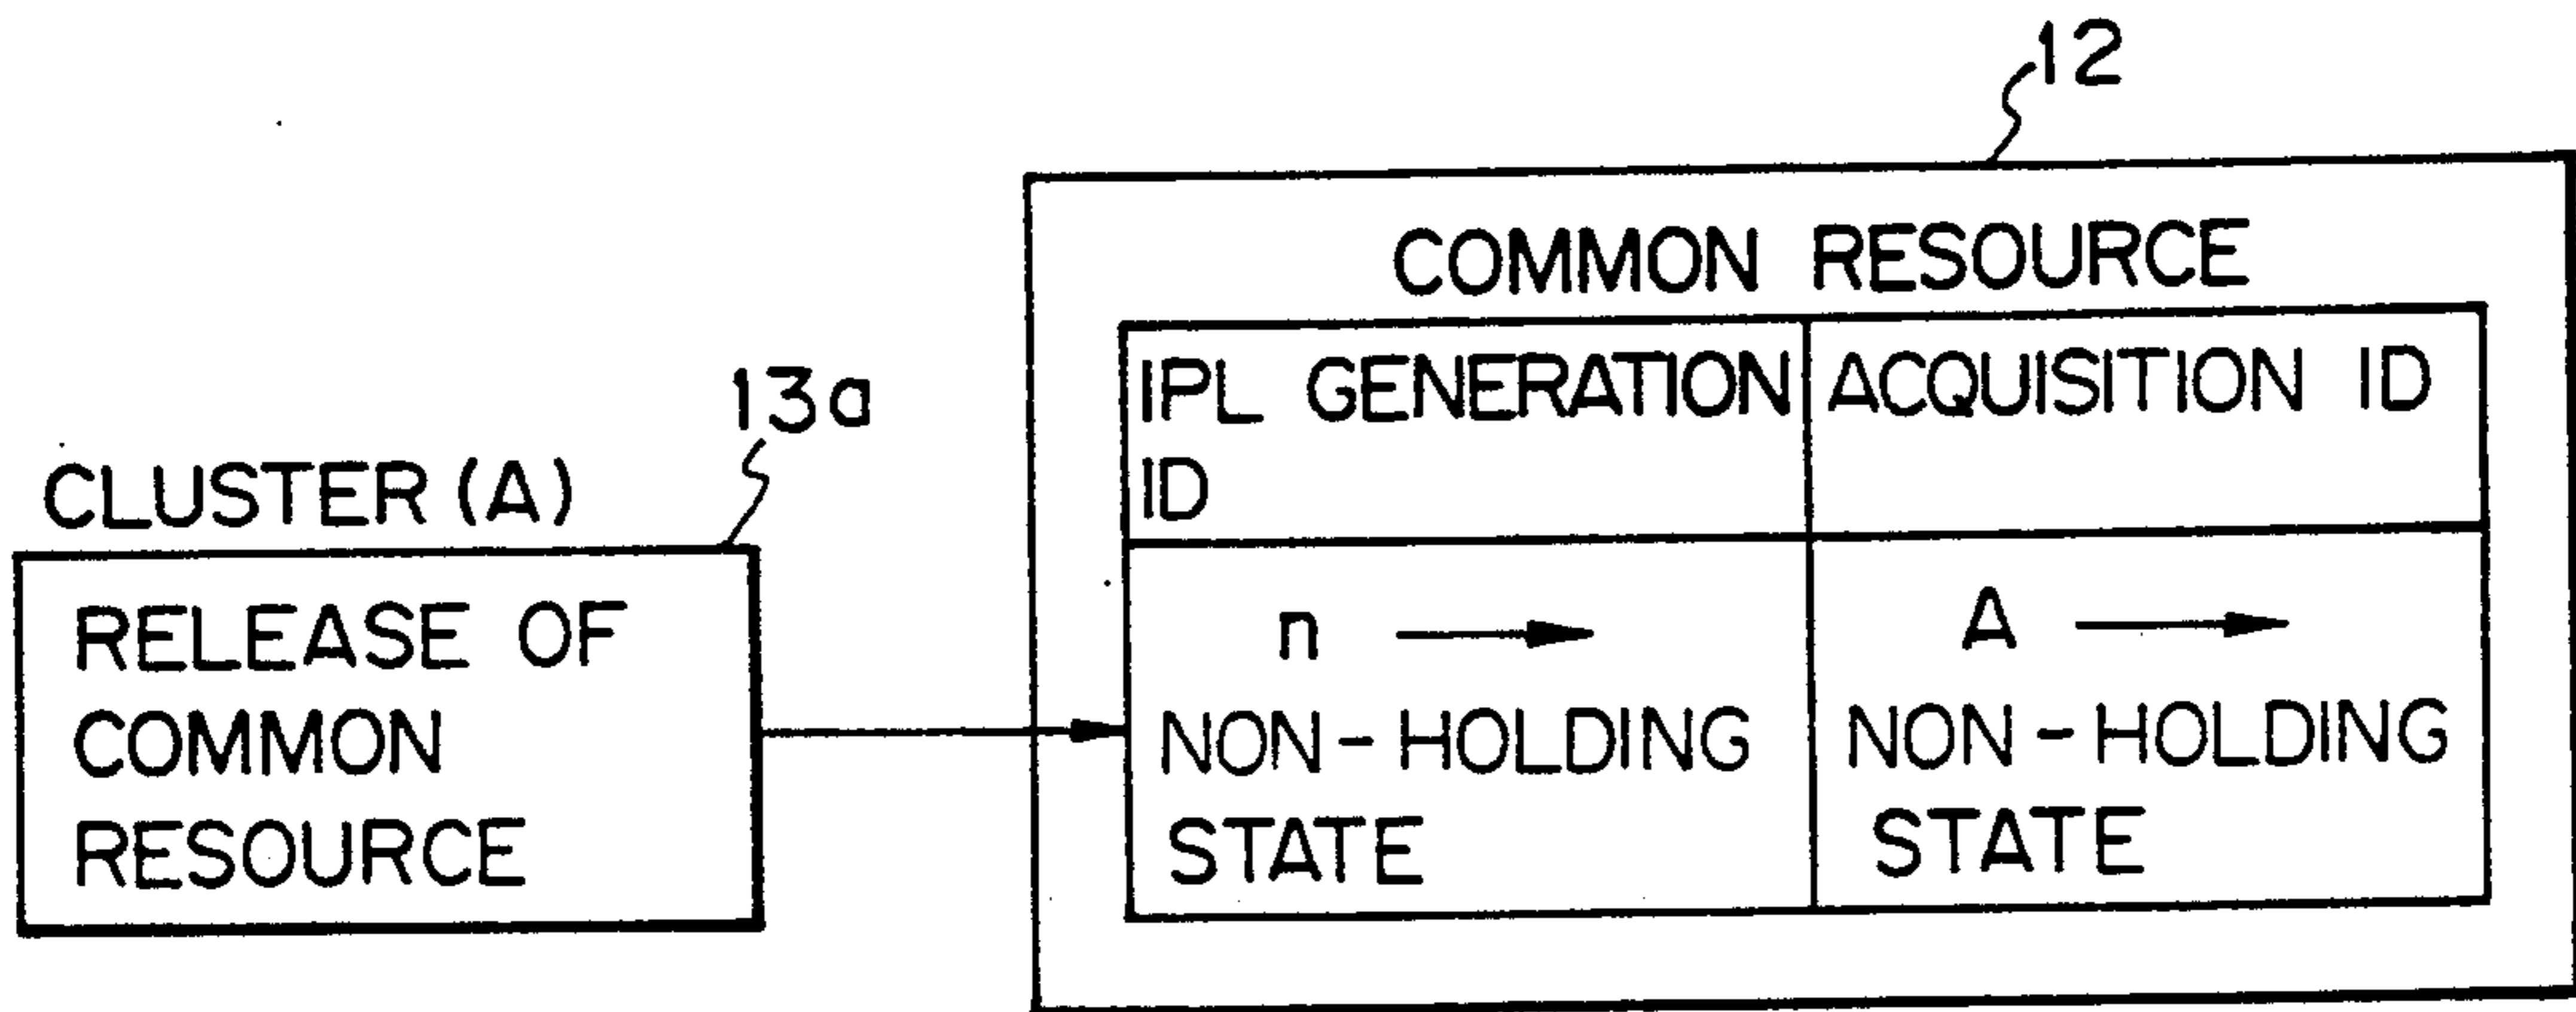 12
COMMON RESOURCE
IPL GENERATION
ID
ACQUISITION ID
n →
NON-HOLDING
STATE
A →
NON-HOLDING
STATE
13a
CLUSTER (A)
RELEASE OF
COMMON
RESOURCE